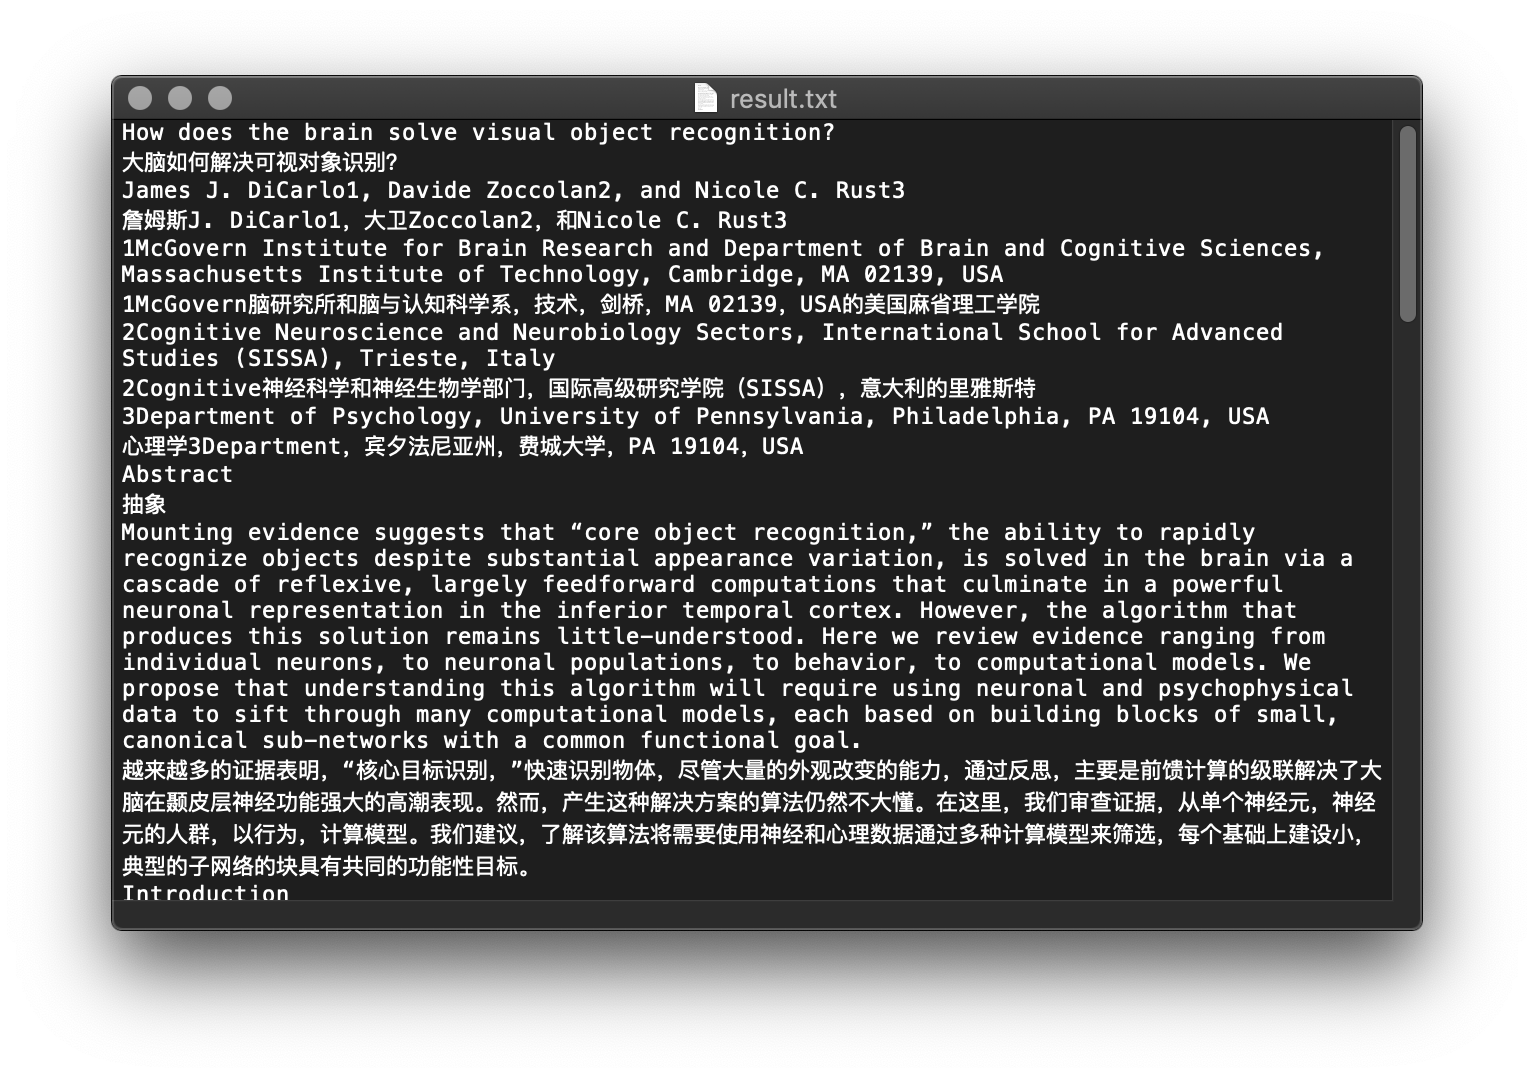 result.txt
How does the brain solve visual object recognition?
大脑如何解决可视对象识别？
James J. DiCarlo1, Davide Zoccolan2, and Nicole C. Rust3
詹姆斯J. DiCarlo1，大卫Zoccolan2，和Nicole C. Rust3
1McGovern Institute for Brain Research and Department of Brain and Cognitive Sciences,
Massachusetts Institute of Technology, Cambridge, MA 02139, USA
1McGovern脑研究所和脑与认知科学系，技术，剑桥，MA 02139，USA的美国麻省理工学院
2Cognitive Neuroscience and Neurobiology Sectors, International School for Advanced
Studies (SISSA), Trieste, Italy
2Cognitive神经科学和神经生物学部门，国际高级研究学院（SISSA），意大利的里雅斯特
3Department of Psychology, University of Pennsylvania, Philadelphia, PA 19104, USA
心理学3Department，宾夕法尼亚州，费城大学，PA 19104，USA
Abstract
抽象
Mounting evidence suggests that “core object recognition,” the ability to rapidly
recognize objects despite substantial appearance variation, is solved in the brain via a
cascade of reflexive, largely feedforward computations that culminate in a powerful
neuronal representation in the inferior temporal cortex. However, the algorithm that
produces this solution remains little-understood. Here we review evidence ranging from
individual neurons, to neuronal populations, to behavior, to computational models. We
propose that understanding this algorithm will require using neuronal and psychophysical
data to sift through many computational models, each based on building blocks of small,
canonical sub-networks with a common functional goal.
越来越多的证据表明，“核心目标识别，”快速识别物体，尽管大量的外观改变的能力，通过反思，主要是前馈计算的级联解决了大
脑在颞皮层神经功能强大的高潮表现。然而，产生这种解决方案的算法仍然不大懂。在这里，我们审查证据，从单个神经元，神经
元的人群，以行为，计算模型。我们建议，了解该算法将需要使用神经和心理数据通过多种计算模型来筛选，每个基础上建设小，
典型的子网络的块具有共同的功能性目标。
Introduction